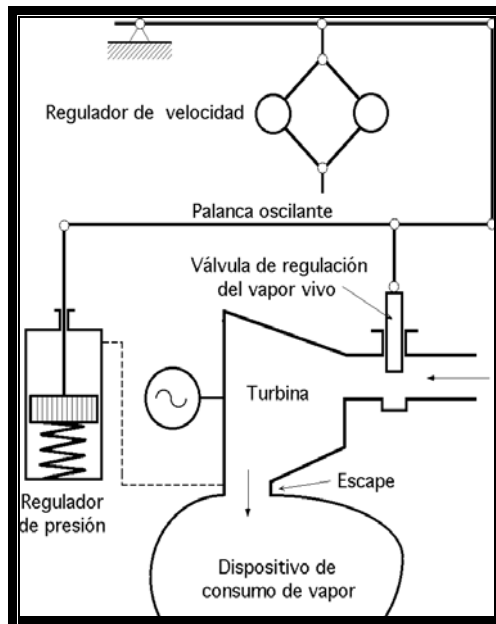 Regulador de velocidad
Palanca oscilante
Válvula de regulación
del vapor vivo
Turbina
Escape
Regulador
de presión
Dispositivo de
consumo de vapor